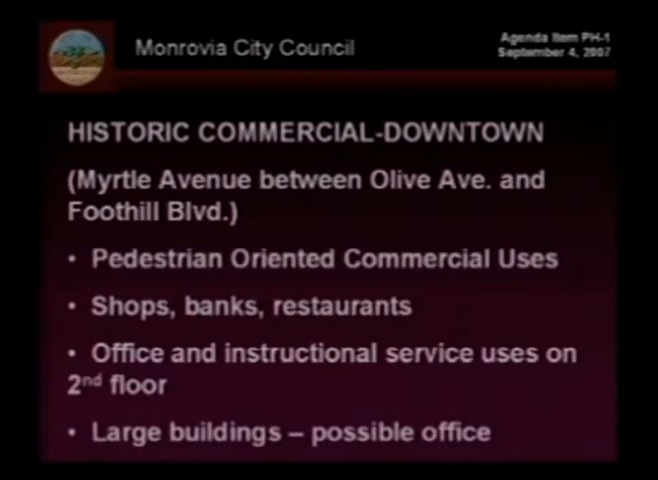 Monrovia City Council
Agenda Item PH-1
September 4, 2007
HISTORIC COMMERCIAL-DOWNTOWN
(Myrtle Avenue between Olive Ave. and
Foothill Blvd.)
• Pedestrian Oriented Commercial Uses
• Shops, banks, restaurants
• Office and instructional service uses on
2nd floor
• Large buildings – possible office